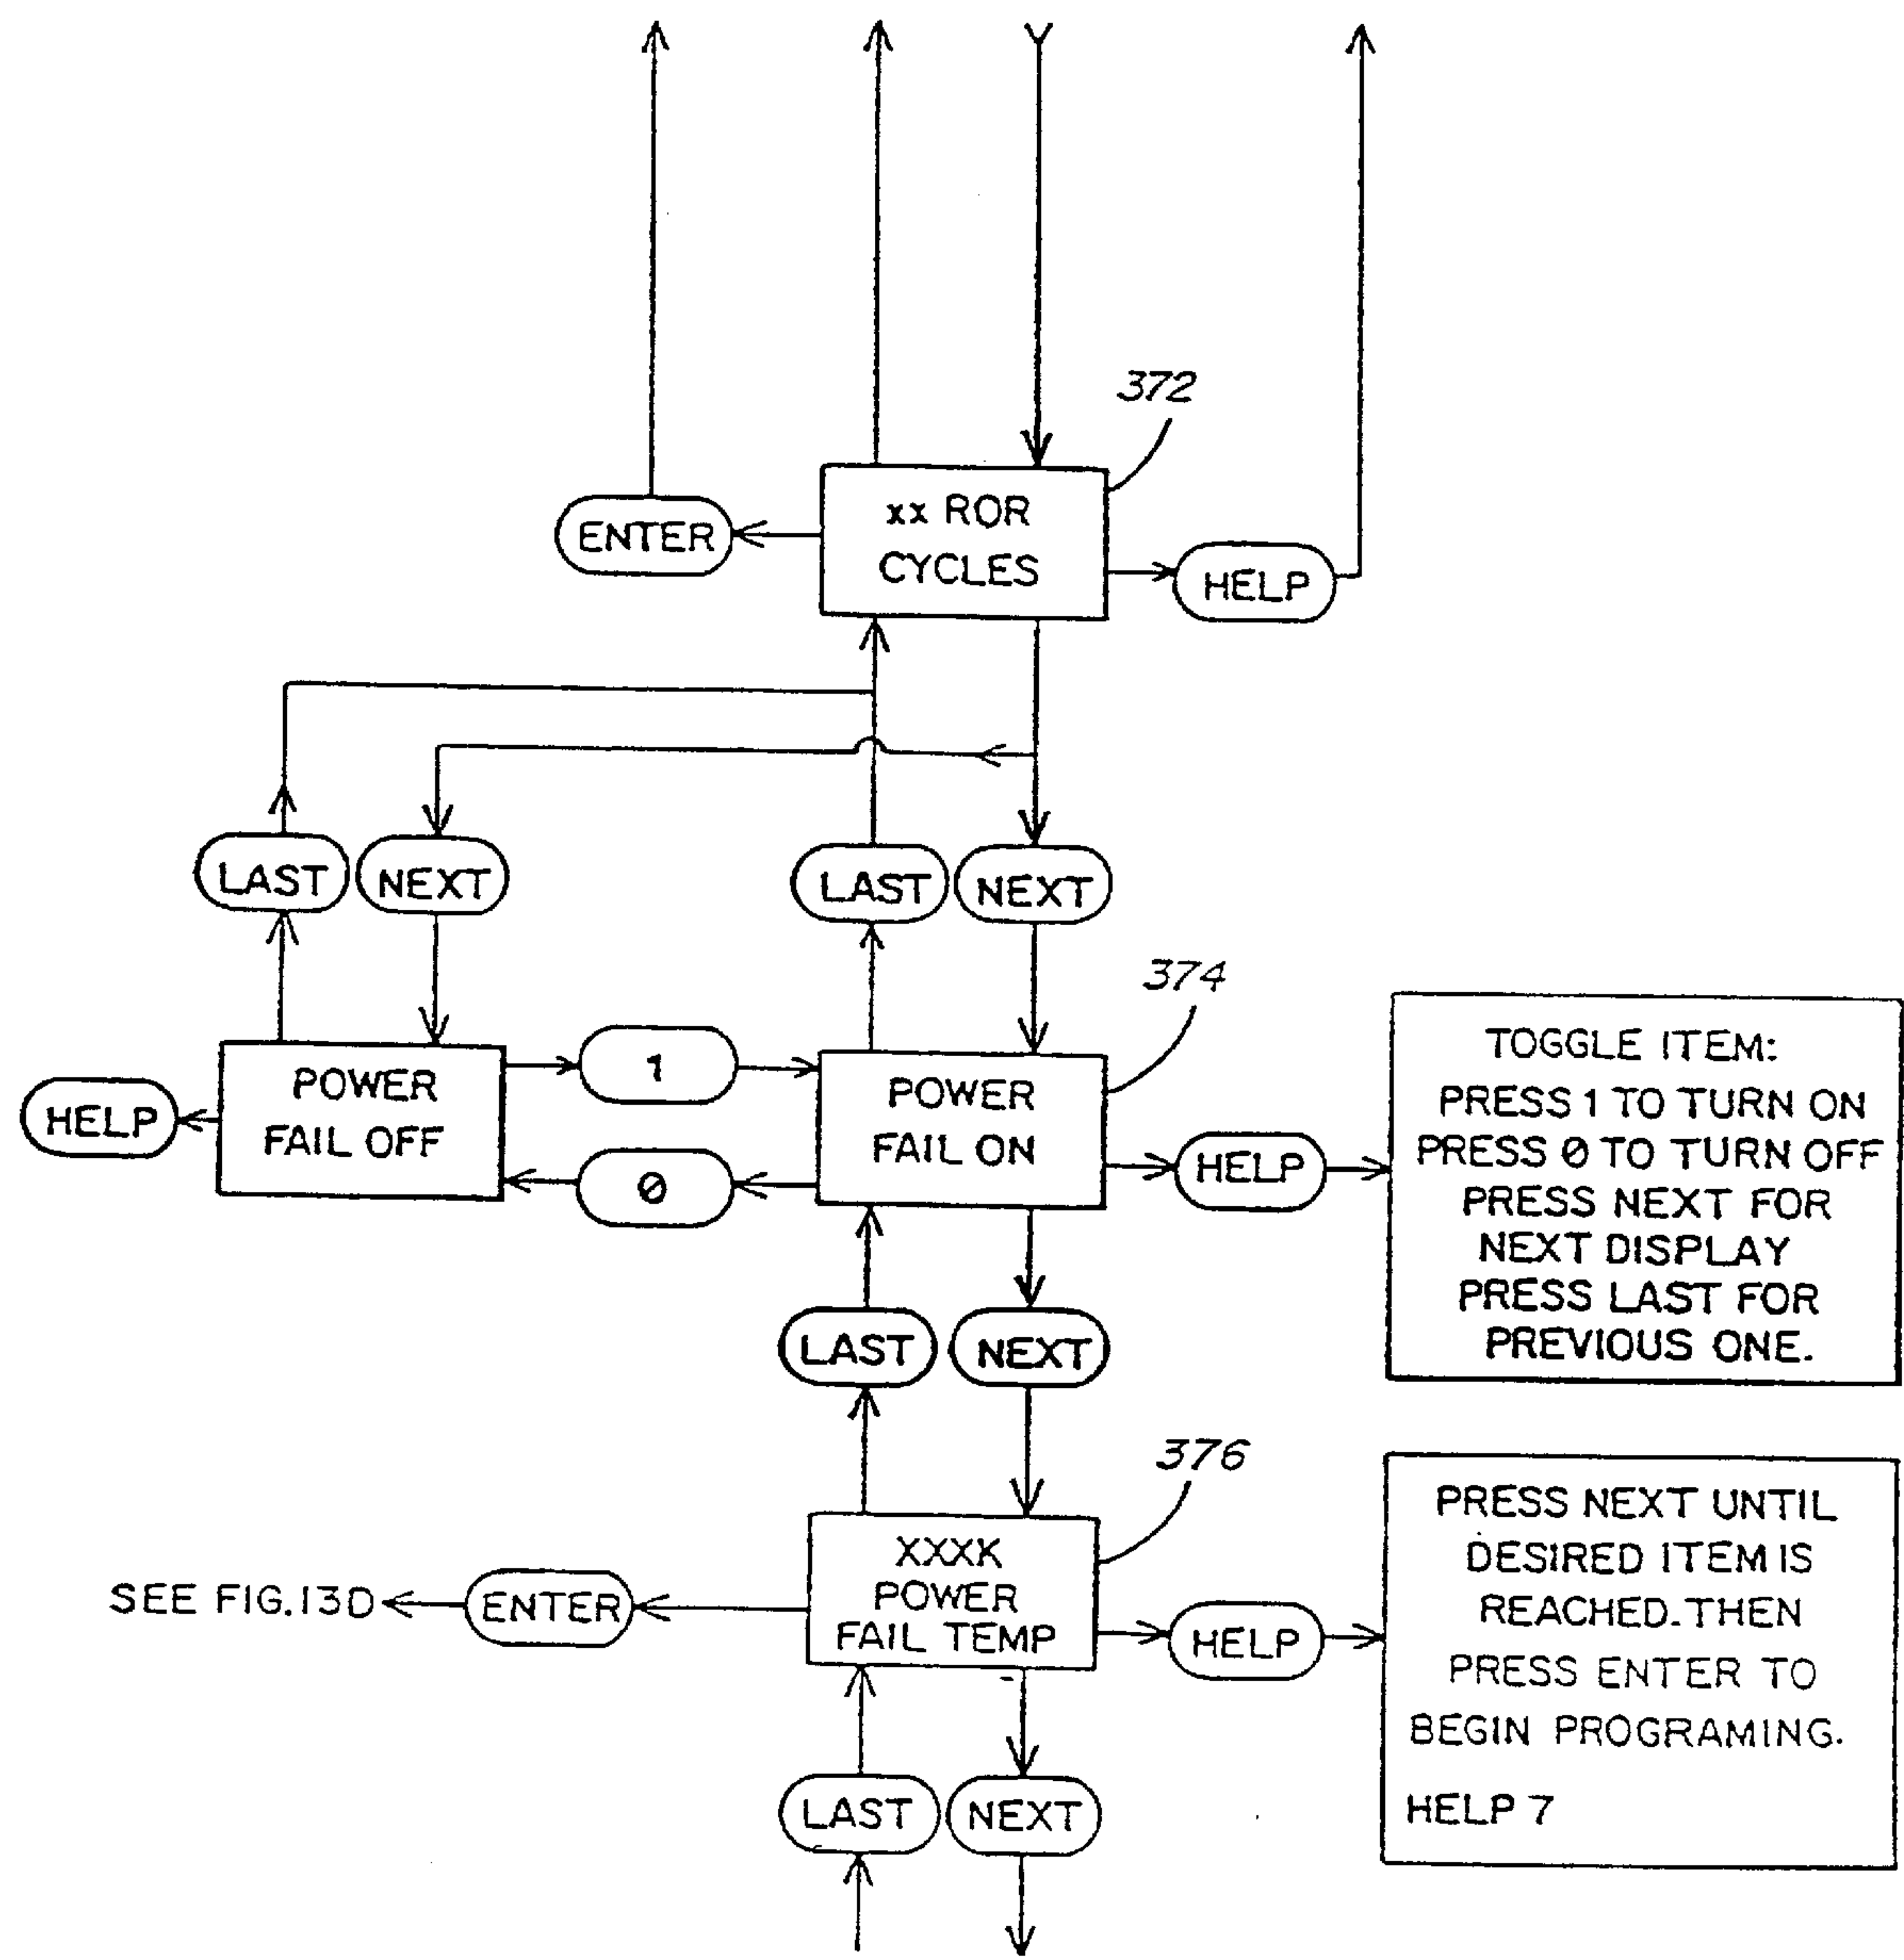 372
xx ROR
CYCLES
ENTER
HELP
LAST
NEXT
LAST
NEXT
374
POWER
FAIL OFF
HELP
1
0
POWER
FAIL ON
HELP
TOGGLE ITEM:
PRESS 1 TO TURN ON
PRESS 0 TO TURN OFF
PRESS NEXT FOR
NEXT DISPLAY
PRESS LAST FOR
PREVIOUS ONE.
LAST
NEXT
376
XXXK
POWER
FAIL TEMP
ENTER
SEE FIG.13D
HELP
PRESS NEXT UNTIL
DESIRED ITEM IS
REACHED. THEN
PRESS ENTER TO
BEGIN PROGRAMING.
HELP 7
LAST
NEXT